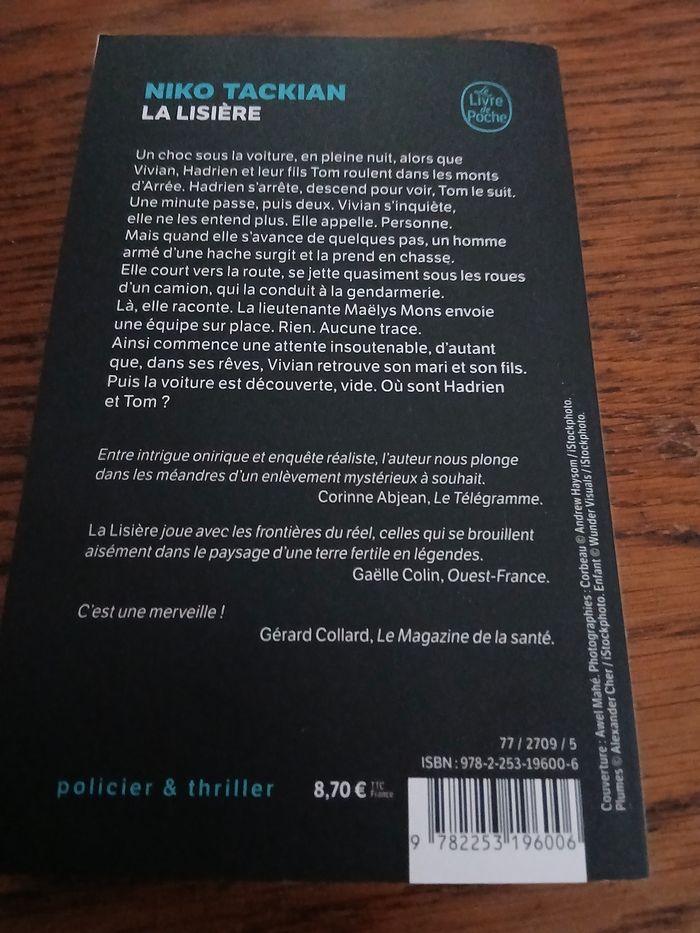 NIKO TACKIAN
LA LISIÈRE
Le
Livre
de
Poche
Un choc sous la voiture, en pleine nuit, alors que
Vivian, Hadrien et leur fils Tom roulent dans les monts
d'Arrée. Hadrien s'arrête, descend pour voir, Tom le suit.
Une minute passe, puis deux. Vivian s'inquiète,
elle ne les entend plus. Elle appelle. Personne.
Mais quand elle s'avance de quelques pas, un homme
armé d'une hache surgit et la prend en chasse.
Elle court vers la route, se jette quasiment sous les roues
d'un camion, qui la conduit à la gendarmerie.
Là, elle raconte. La lieutenante Maëlys Mons envoie
une équipe sur place. Rien. Aucune trace.
Ainsi commence une attente insoutenable, d'autant
que, dans ses rêves, Vivian retrouve son mari et son fils.
Puis la voiture est découverte, vide. Où sont Hadrien
et Tom ?
Entre intrigue onirique et enquête réaliste, l'auteur nous plonge
dans les méandres d'un enlèvement mystérieux à souhait.
Corinne Abjean, Le Télégramme.
La Lisière joue avec les frontières du réel, celles qui se brouillent
aisément dans le paysage d'une terre fertile en légendes.
Gaëlle Colin, Ouest-France.
C'est une merveille !
Gérard Collard, Le Magazine de la santé.
Couverture : Awel Mahé. Photographies : Corbeau © Andrew Haysom / iStockphoto.
Plumes © Alexander Cher / iStockphoto. Enfant © Wunder Visuals / iStockphoto.
77 / 2709 / 5
ISBN : 978-2-253-19600-6
policier & thriller
8,70 € TTC
France
9 782253 196006